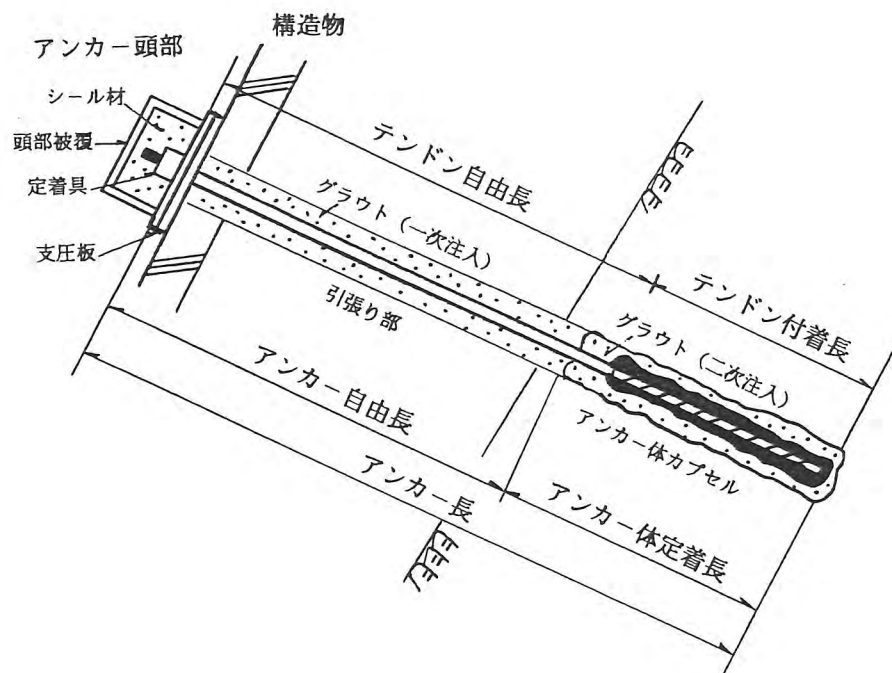 構造物
アンカー頭部
シール材
頭部被覆
定着具
支圧板
テンドン自由長
グラウト（一次注入）
引張り部
テンドン付着長
グラウト（二次注入）
アンカー体カプセル
アンカー自由長
アンカー体定着長
アンカー長